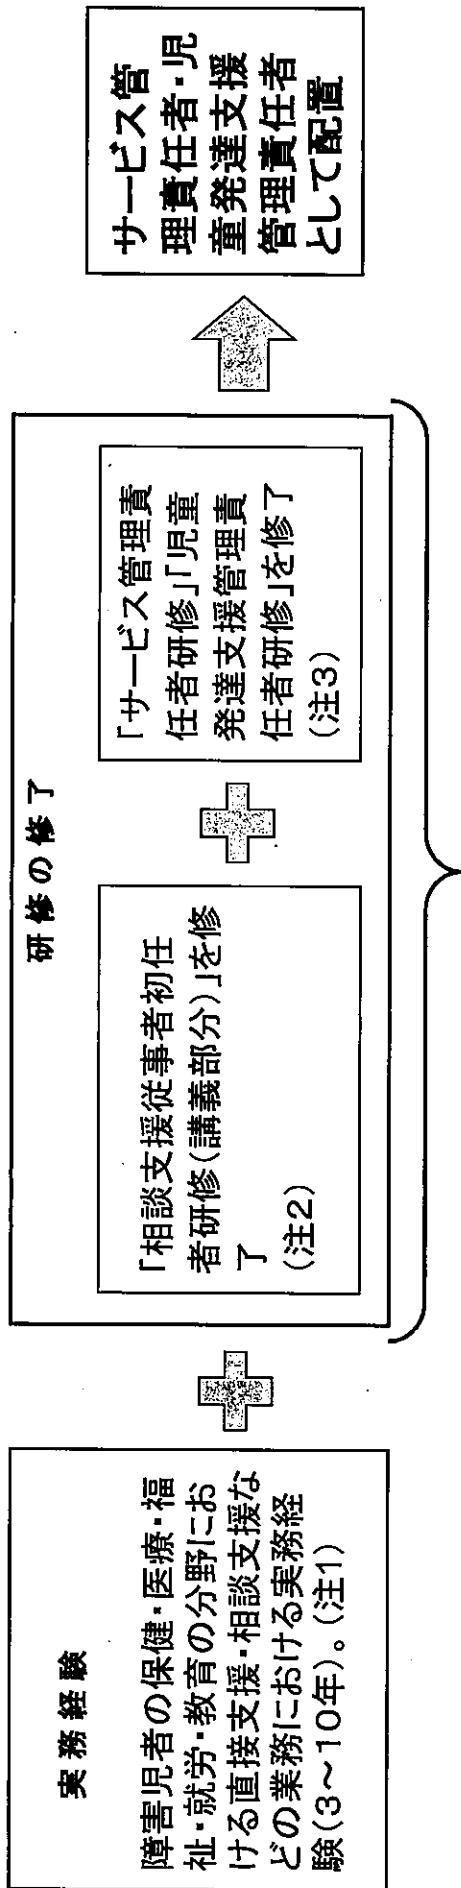 実務経験
障害児者の保健・医療・福
祉・就労・教育の分野にお
ける直接支援・相談支援な
どの業務における実務経
験(3～10年)。(注1)
研修の修了
「相談支援従事者初任
者研修(講義部分)」を修
了
(注2)
「サービス管理責
任者研修」「児童
発達支援管理責
任者研修」を修了
(注3)
サービス管
理責任者・児
童発達支援
管理責任者
として配置